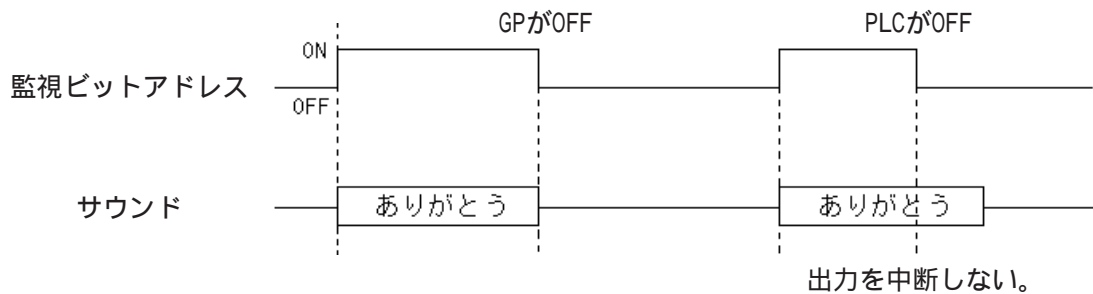 GPがOFF
PLCがOFF
ON
監視ビットアドレス
OFF
サウンド
ありがとう
ありがとう
出力を中断しない。